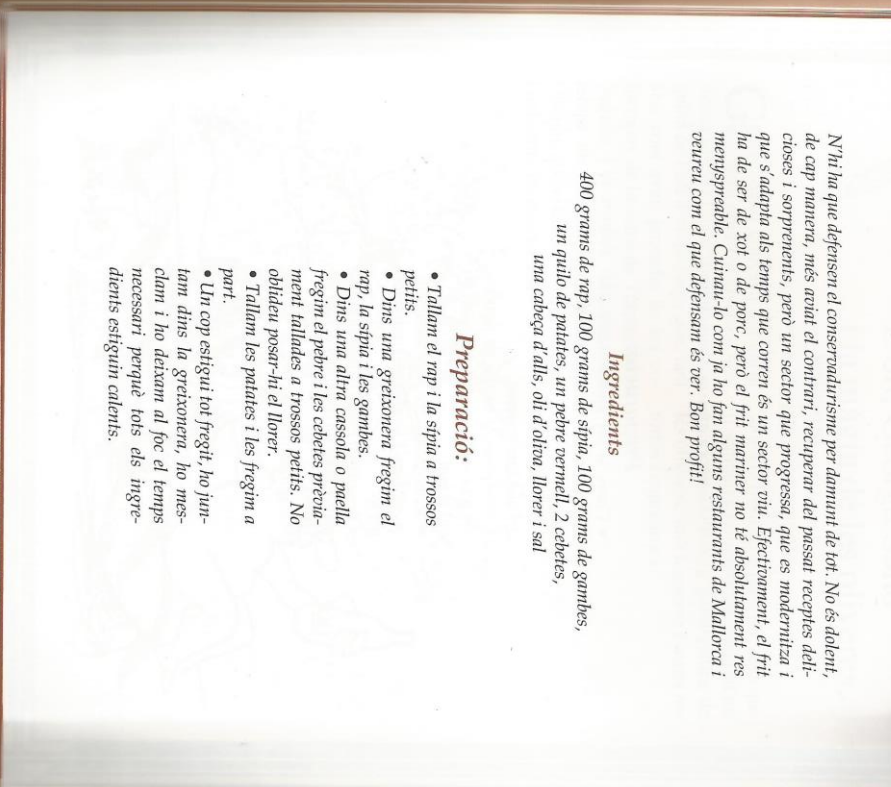 N'hi ha que defensen el conservadurisme per damunt de tot. No és dolent,
de cap manera, més aviat el contrari, recuperar del passat receptes deli-
cioses i sorprenents, però un sector que progressa, que es modernitza i
que s'adapta als temps que corren és un sector viu. Efectivament, el frit
ha de ser de xot o de porc, però el frit mariner no té absolutament res
menyspreable. Cuinau-lo com ja ho fan alguns restaurants de Mallorca i
veureu com el que defensam és ver. Bon profit!
Ingredients
400 grams de rap, 100 grams de sípia, 100 grams de gambes,
un quilo de patates, un pebre vermell, 2 cebetes,
una cabeça d'alls, oli d'oliva, llorer i sal
Preparació:
• Tallam el rap i la sípia a trossos
petits.
• Dins una greixonera fregim el
rap, la sípia i les gambes.
• Dins una altra cassola o paella
fregim el pebre i les cebetes prèvia-
ment tallades a trossos petits. No
oblideu posar-hi el llorer.
• Tallam les patates i les fregim a
part.
• Un cop estigui tot fregit, ho jun-
tam dins la greixonera, ho mes-
clam i ho deixam al foc el temps
necessari perquè tots els ingre-
dients estiguin calents.